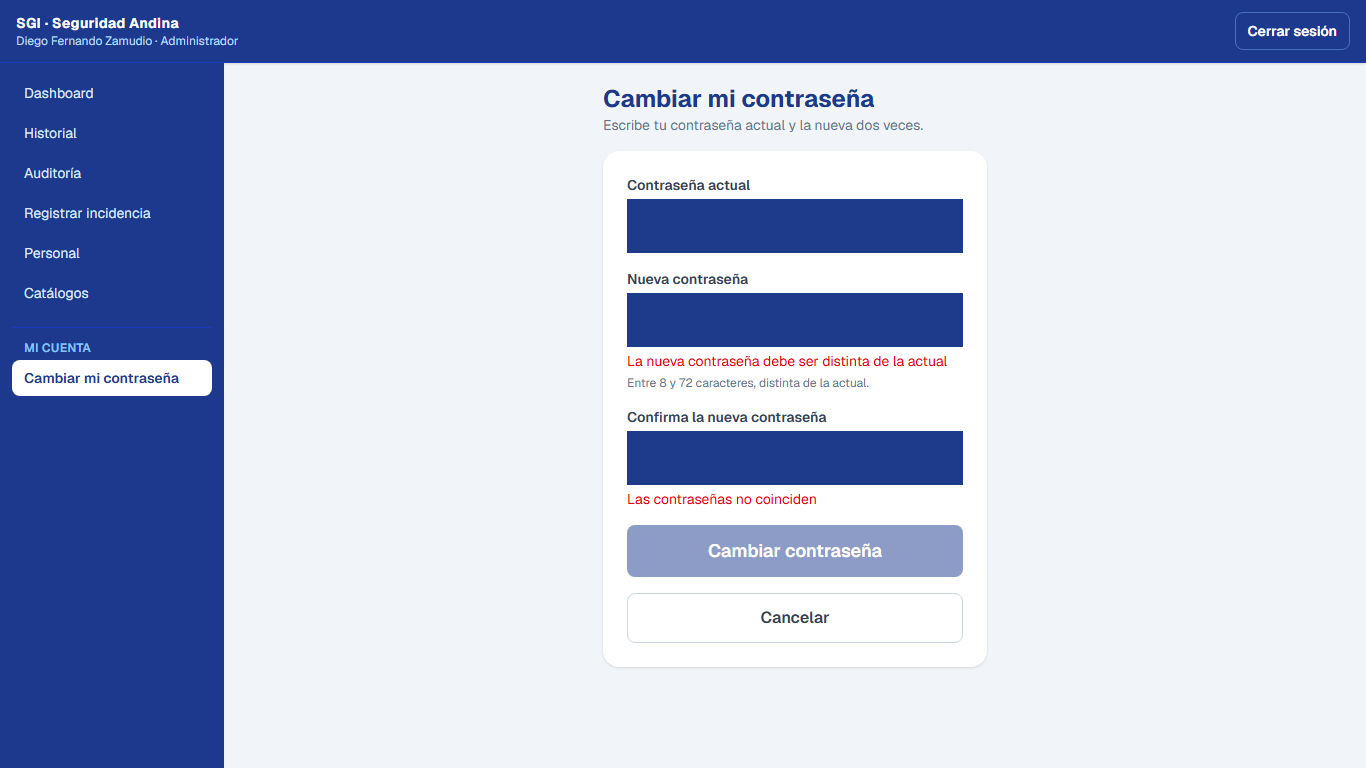 SGI · Seguridad Andina
Diego Fernando Zamudio · Administrador
Cerrar sesión
Dashboard
Historial
Auditoría
Registrar incidencia
Personal
Catálogos
MI CUENTA
Cambiar mi contraseña
Cambiar mi contraseña
Escribe tu contraseña actual y la nueva dos veces.
Contraseña actual
Nueva contraseña
La nueva contraseña debe ser distinta de la actual
Entre 8 y 72 caracteres, distinta de la actual.
Confirma la nueva contraseña
Las contraseñas no coinciden
Cambiar contraseña
Cancelar